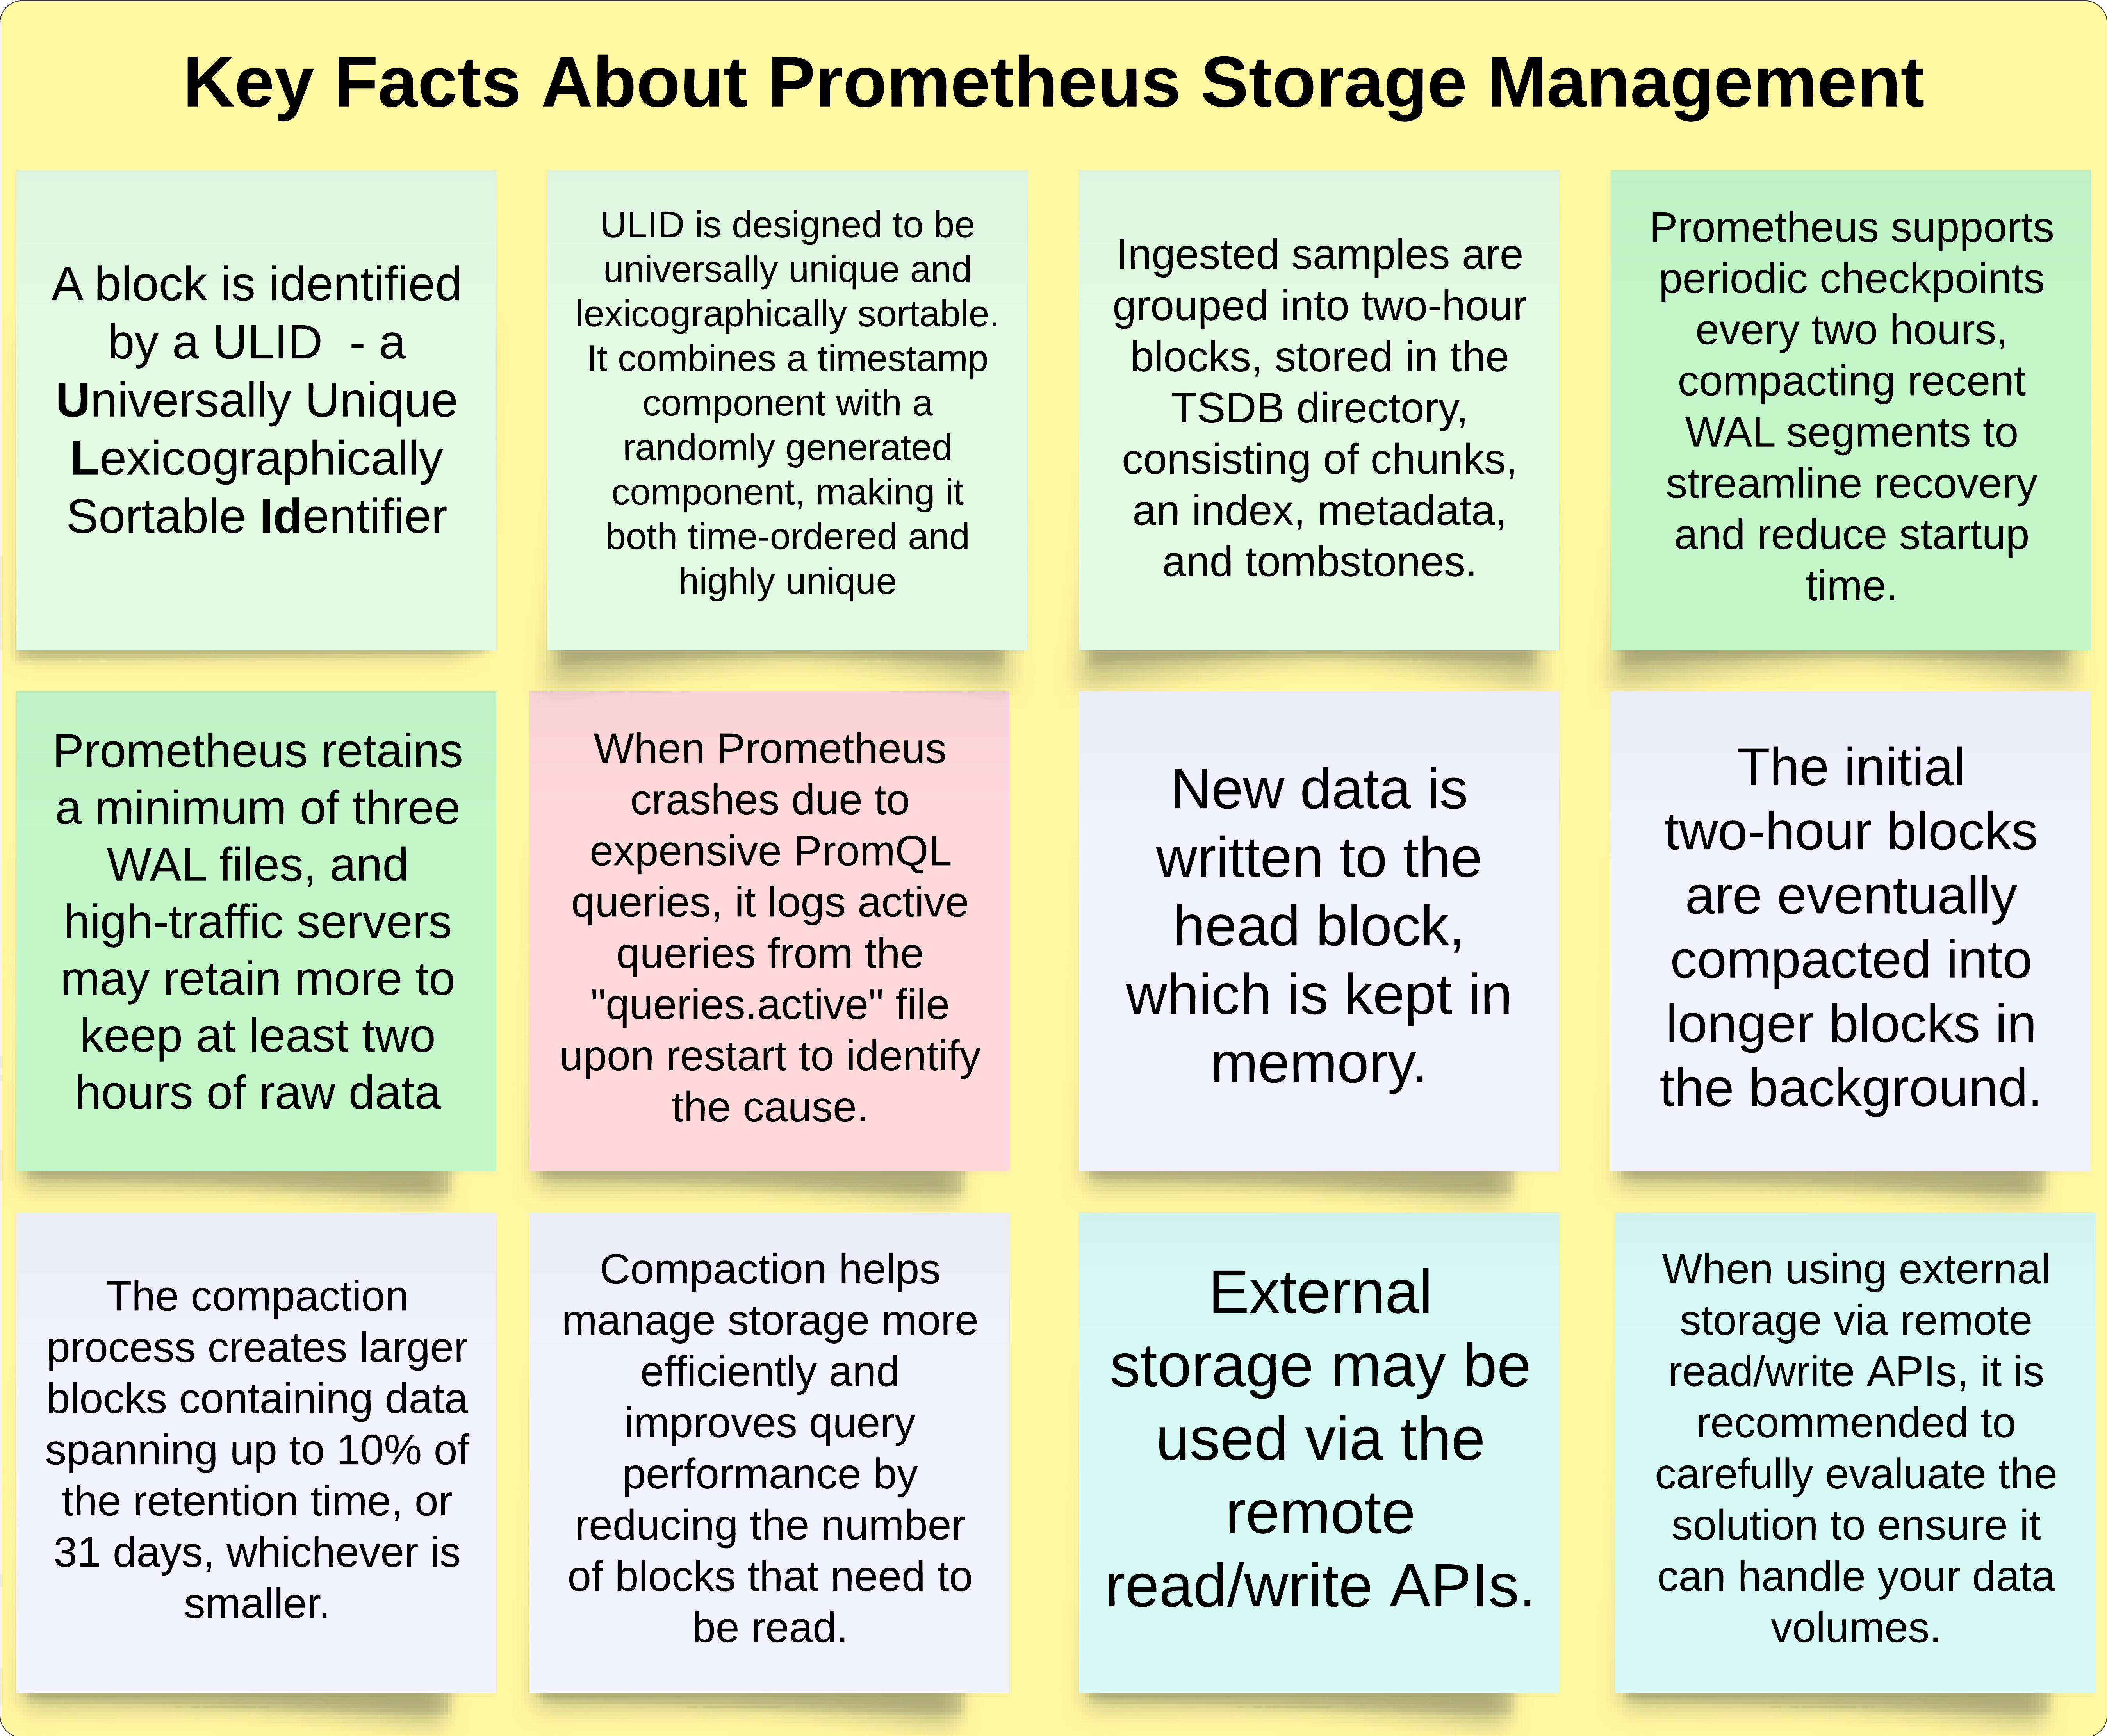 Key Facts About Prometheus Storage Management
A block is identified
by a ULID  - a
Universally Unique
Lexicographically
Sortable Identifier
ULID is designed to be
universally unique and
lexicographically sortable.
It combines a timestamp
component with a
randomly generated
component, making it
both time-ordered and
highly unique
Ingested samples are
grouped into two-hour
blocks, stored in the
TSDB directory,
consisting of chunks,
an index, metadata,
and tombstones.
Prometheus supports
periodic checkpoints
every two hours,
compacting recent
WAL segments to
streamline recovery
and reduce startup
time.
Prometheus retains
a minimum of three
WAL files, and
high-traffic servers
may retain more to
keep at least two
hours of raw data
When Prometheus
crashes due to
expensive PromQL
queries, it logs active
queries from the
"queries.active" file
upon restart to identify
the cause.
New data is
written to the
head block,
which is kept in
memory.
The initial
two-hour blocks
are eventually
compacted into
longer blocks in
the background.
The compaction
process creates larger
blocks containing data
spanning up to 10% of
the retention time, or
31 days, whichever is
smaller.
Compaction helps
manage storage more
efficiently and
improves query
performance by
reducing the number
of blocks that need to
be read.
External
storage may be
used via the
remote
read/write APIs.
When using external
storage via remote
read/write APIs, it is
recommended to
carefully evaluate the
solution to ensure it
can handle your data
volumes.